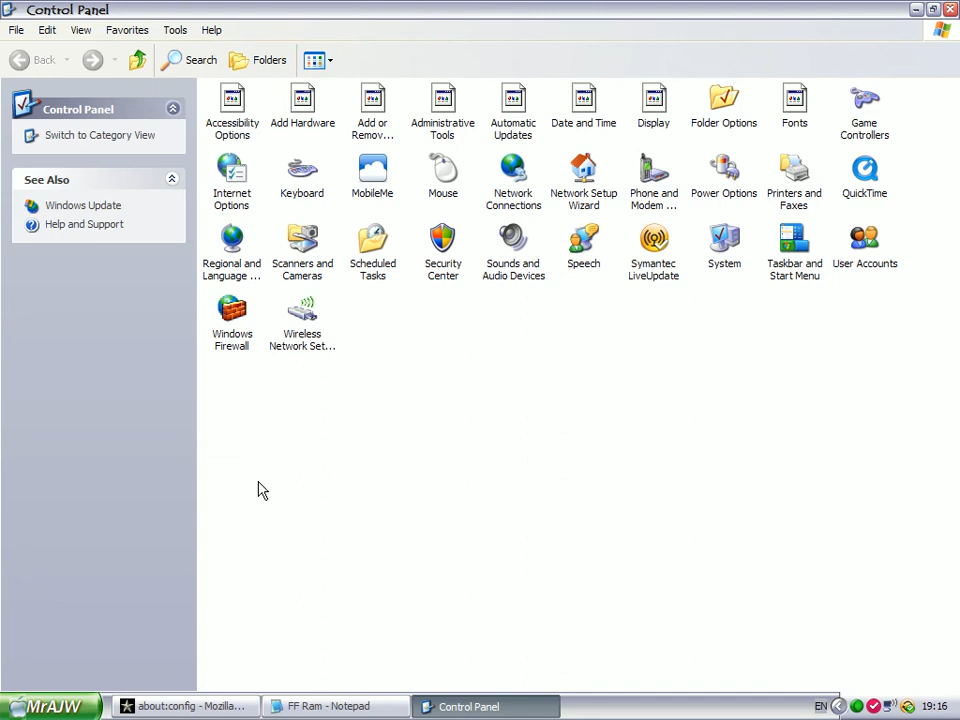 Control Panel
File Edit View Favorites Tools Help
Back Search Folders
Control Panel
Switch to Category View
See Also
Windows Update
Help and Support
Accessibility Options
Add Hardware
Add or Remov...
Administrative Tools
Automatic Updates
Date and Time
Display
Folder Options
Fonts
Game Controllers
Internet Options
Keyboard
MobileMe
Mouse
Network Connections
Network Setup Wizard
Phone and Modem ...
Power Options
Printers and Faxes
QuickTime
Regional and Language ...
Scanners and Cameras
Scheduled Tasks
Security Center
Sounds and Audio Devices
Speech
Symantec LiveUpdate
System
Taskbar and Start Menu
User Accounts
Windows Firewall
Wireless Network Set...
MrAJW about:config - Mozilla... FF Ram - Notepad Control Panel EN 19:16